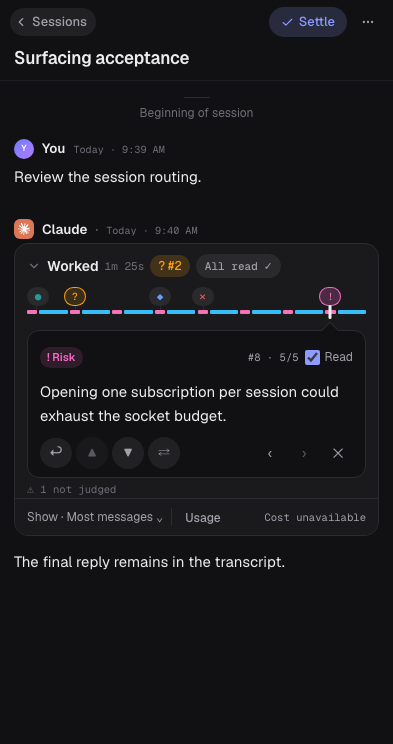 Sessions
Settle
Surfacing acceptance
Beginning of session
Y You Today · 9:39 AM
Review the session routing.
Claude · Today · 9:40 AM
Worked 1m 25s ? #2 All read ✓
? ◆ × !
! Risk #8 · 5/5 Read
Opening one subscription per session could
exhaust the socket budget.
⚠ 1 not judged
Show · Most messages Usage Cost unavailable
The final reply remains in the transcript.